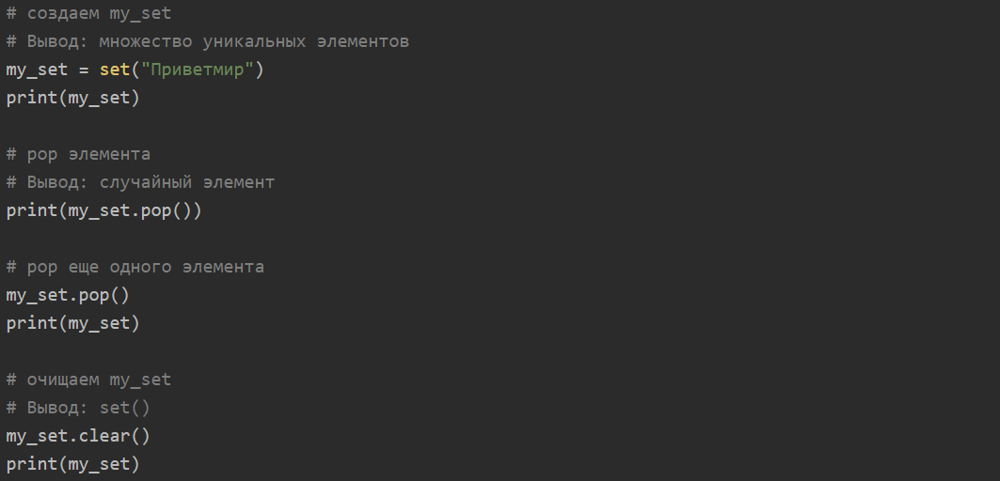 # создаем my_set
# Вывод: множество уникальных элементов
my_set = set("Приветмир")
print(my_set)
# pop элемента
# Вывод: случайный элемент
print(my_set.pop())
# pop еще одного элемента
my_set.pop()
print(my_set)
# очищаем my_set
# Вывод: set()
my_set.clear()
print(my_set)